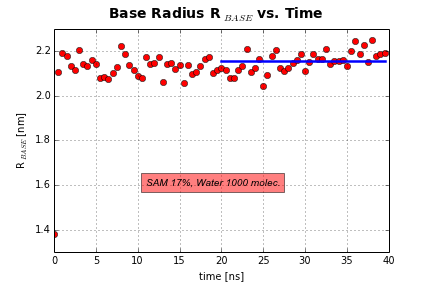 Base Radius R BASE vs. Time
R BASE [nm]
2.2
2.0
1.8
1.6
1.4
SAM 17%, Water 1000 molec.
0 5 10 15 20 25 30 35 40
time [ns]